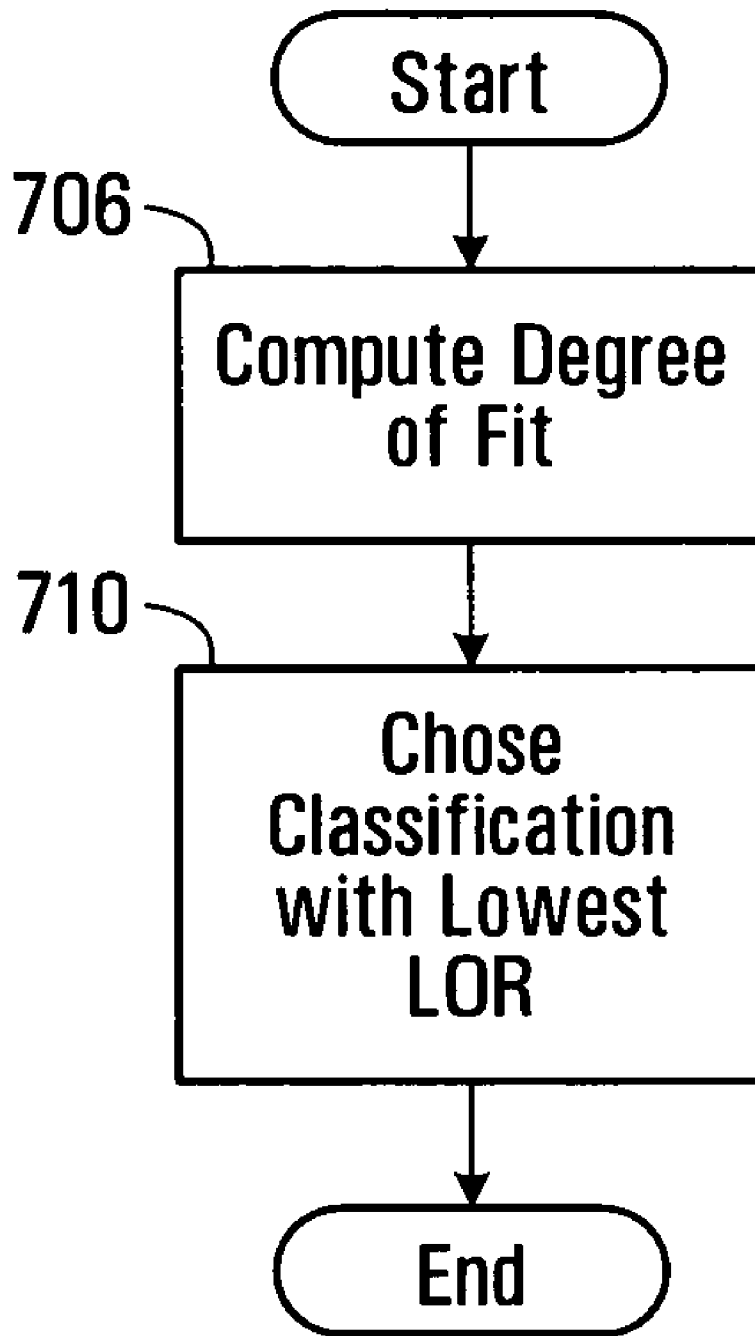 Start
706
Compute Degree
of Fit
710
Chose
Classification
with Lowest
LOR
End